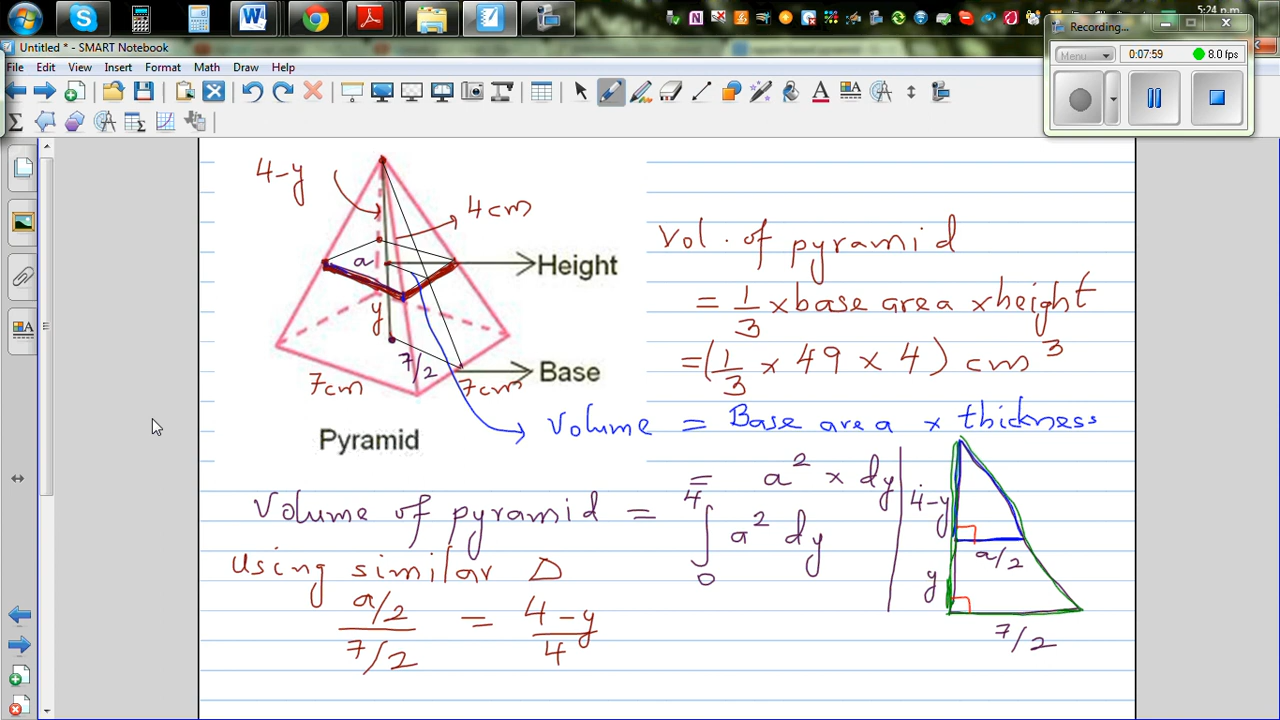 5:24 p.m.
Untitled * - SMART Notebook
Recording...
File Edit View Insert Format Math Draw Help
Menu 0:07:59 8.0 fps
4-y
4cm
a
Height
y
7/2
7cm
7cm
Base
Pyramid
Vol. of pyramid
= 1/3 × base area × height
= (1/3 × 49 × 4) cm³
Volume = Base area × thickness
= a² × dy
Volume of pyramid = ∫₀⁴ a² dy
Using similar Δ
(a/2)/(7/2) = (4-y)/4
4-y
a/2
y
7/2